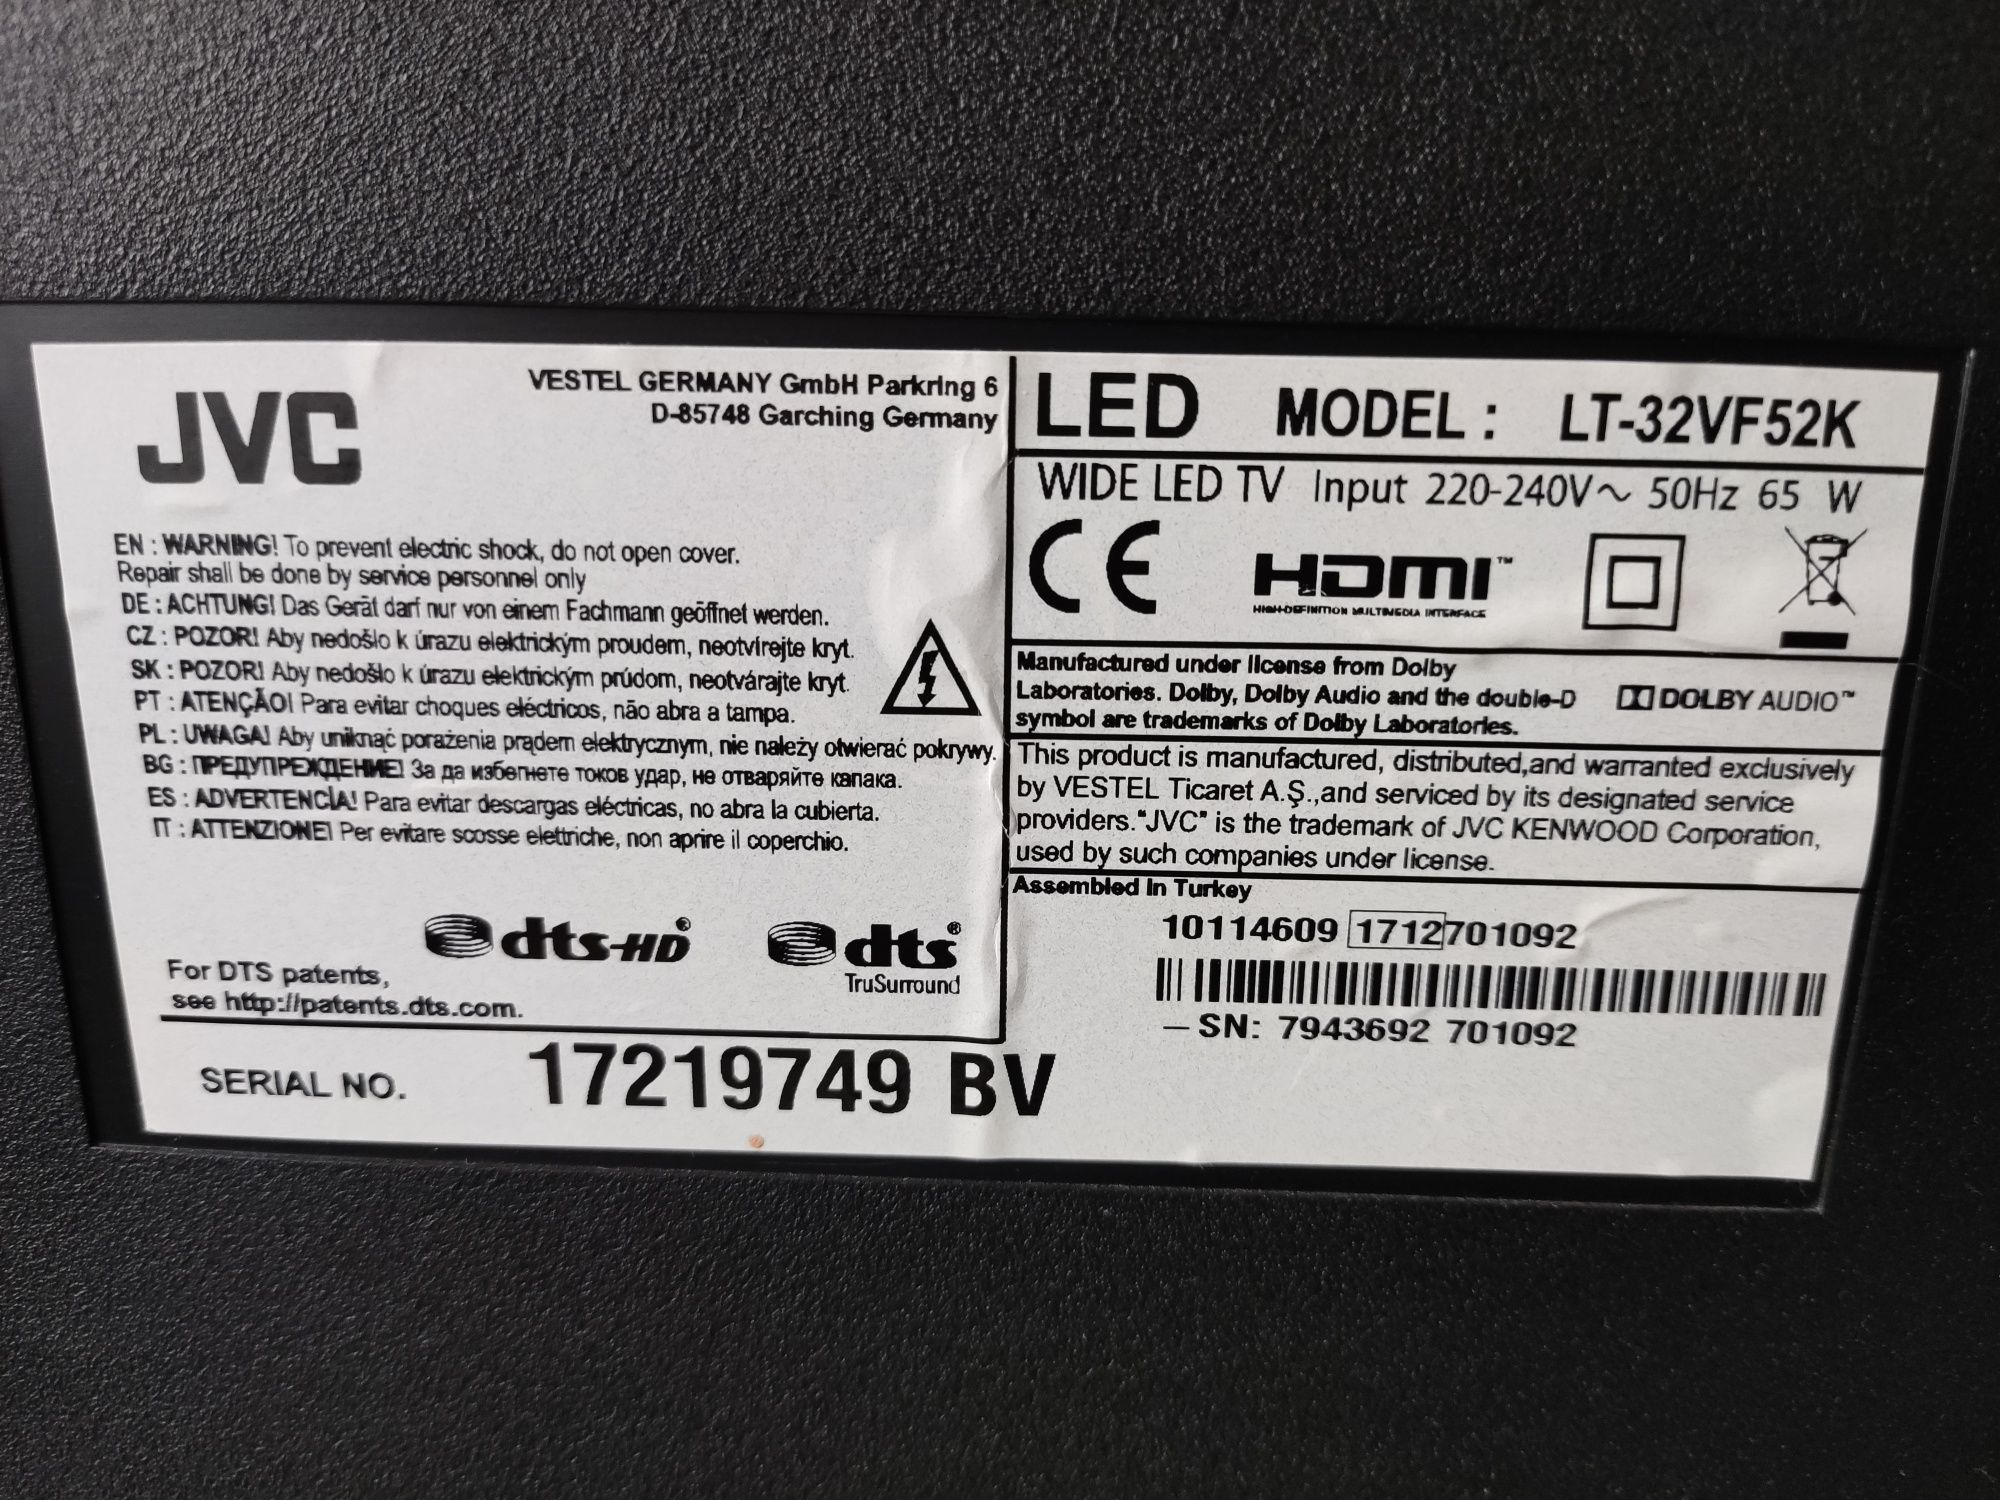 JVC
VESTEL GERMANY GmbH Parkring 6
D-85748 Garching Germany
EN : WARNING! To prevent electric shock, do not open cover.
Repair shall be done by service personnel only
DE : ACHTUNG! Das Gerät darf nur von einem Fachmann geöffnet werden.
CZ : POZOR! Aby nedošlo k úrazu elektrickým proudem, neotvírejte kryt.
SK : POZOR! Aby nedošlo k úrazu elektrickým prúdom, neotvárajte kryt.
PT : ATENÇÃO! Para evitar choques eléctricos, não abra a tampa.
PL : UWAGA! Aby uniknąć porażenia prądem elektrycznym, nie należy otwierać pokrywy.
BG : ПРЕДУПРЕЖДЕНИЕ! За да избегнете токов удар, не отваряйте капака.
ES : ADVERTENCÍA! Para evitar descargas eléctricas, no abra la cubierta.
IT : ATTENZIONE! Per evitare scosse elettriche, non aprire il coperchio.
dts-HD®
dts®
TruSurround
For DTS patents,
see http://patents.dts.com.
SERIAL NO. 17219749 BV
LED MODEL : LT-32VF52K
WIDE LED TV Input 220-240V~ 50Hz 65 W
CE HDMI™
HIGH-DEFINITION MULTIMEDIA INTERFACE
Manufactured under license from Dolby
Laboratories. Dolby, Dolby Audio and the double-D
symbol are trademarks of Dolby Laboratories.
DOLBY AUDIO™
This product is manufactured, distributed,and warranted exclusively
by VESTEL Ticaret A.Ş.,and serviced by its designated service
providers."JVC" is the trademark of JVC KENWOOD Corporation,
used by such companies under license.
Assembled In Turkey
10114609 1712701092
– SN: 7943692 701092